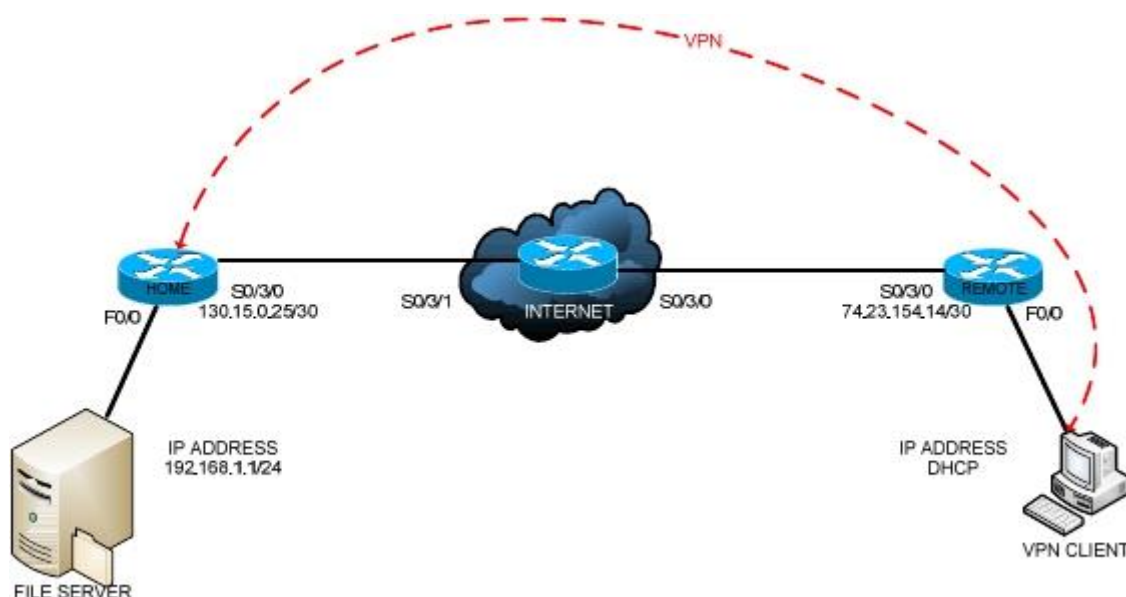 VPN
HOME
S0/3/0
130.15.0.25/30
F0/0
S0/3/1
INTERNET
S0/3/0
S0/3/0
74.23.154.14/30
REMOTE
F0/0
IP ADDRESS
192.168.1.1/24
IP ADDRESS
DHCP
FILE SERVER
VPN CLIENT